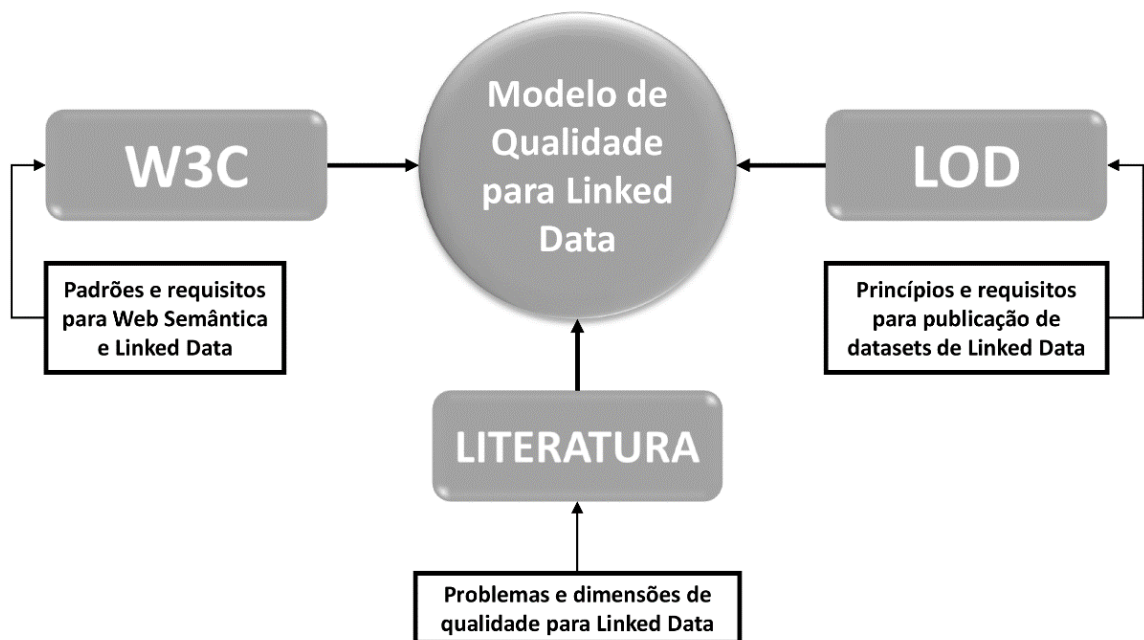 Modelo de
Qualidade
para Linked
Data
W3C
LOD
Padrões e requisitos
para Web Semântica
e Linked Data
Princípios e requisitos
para publicação de
datasets de Linked Data
LITERATURA
Problemas e dimensões de
qualidade para Linked Data